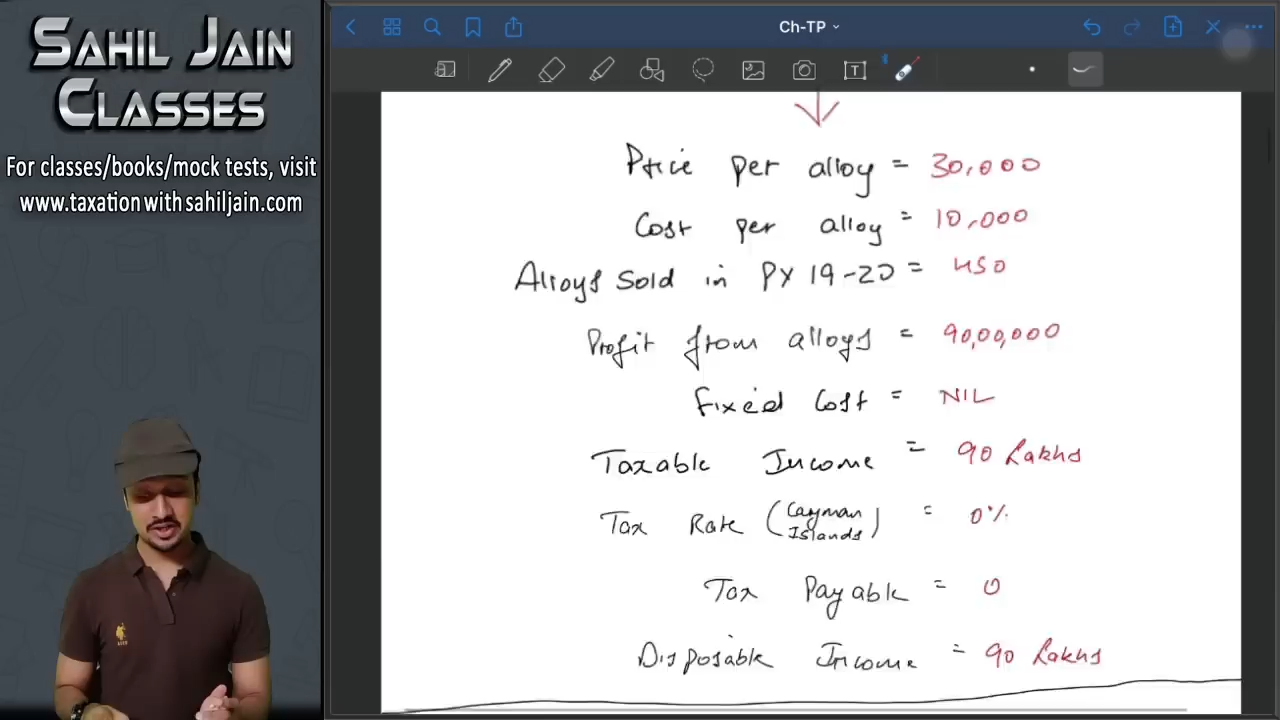 SAHIL JAIN
CLASSES
For classes/books/mock tests, visit
www.taxationwithsahiljain.com
Ch-TP
T
Price per alloy = 30,000
Cost per alloy = 10,000
Alloys Sold in PY 19-20 = 450
Profit from alloys = 90,00,000
Fixed Cost = NIL
Taxable Income = 90 Lakhs
Tax Rate (Cayman Islands) = 0%
Tax Payable = 0
Disposable Income = 90 Lakhs